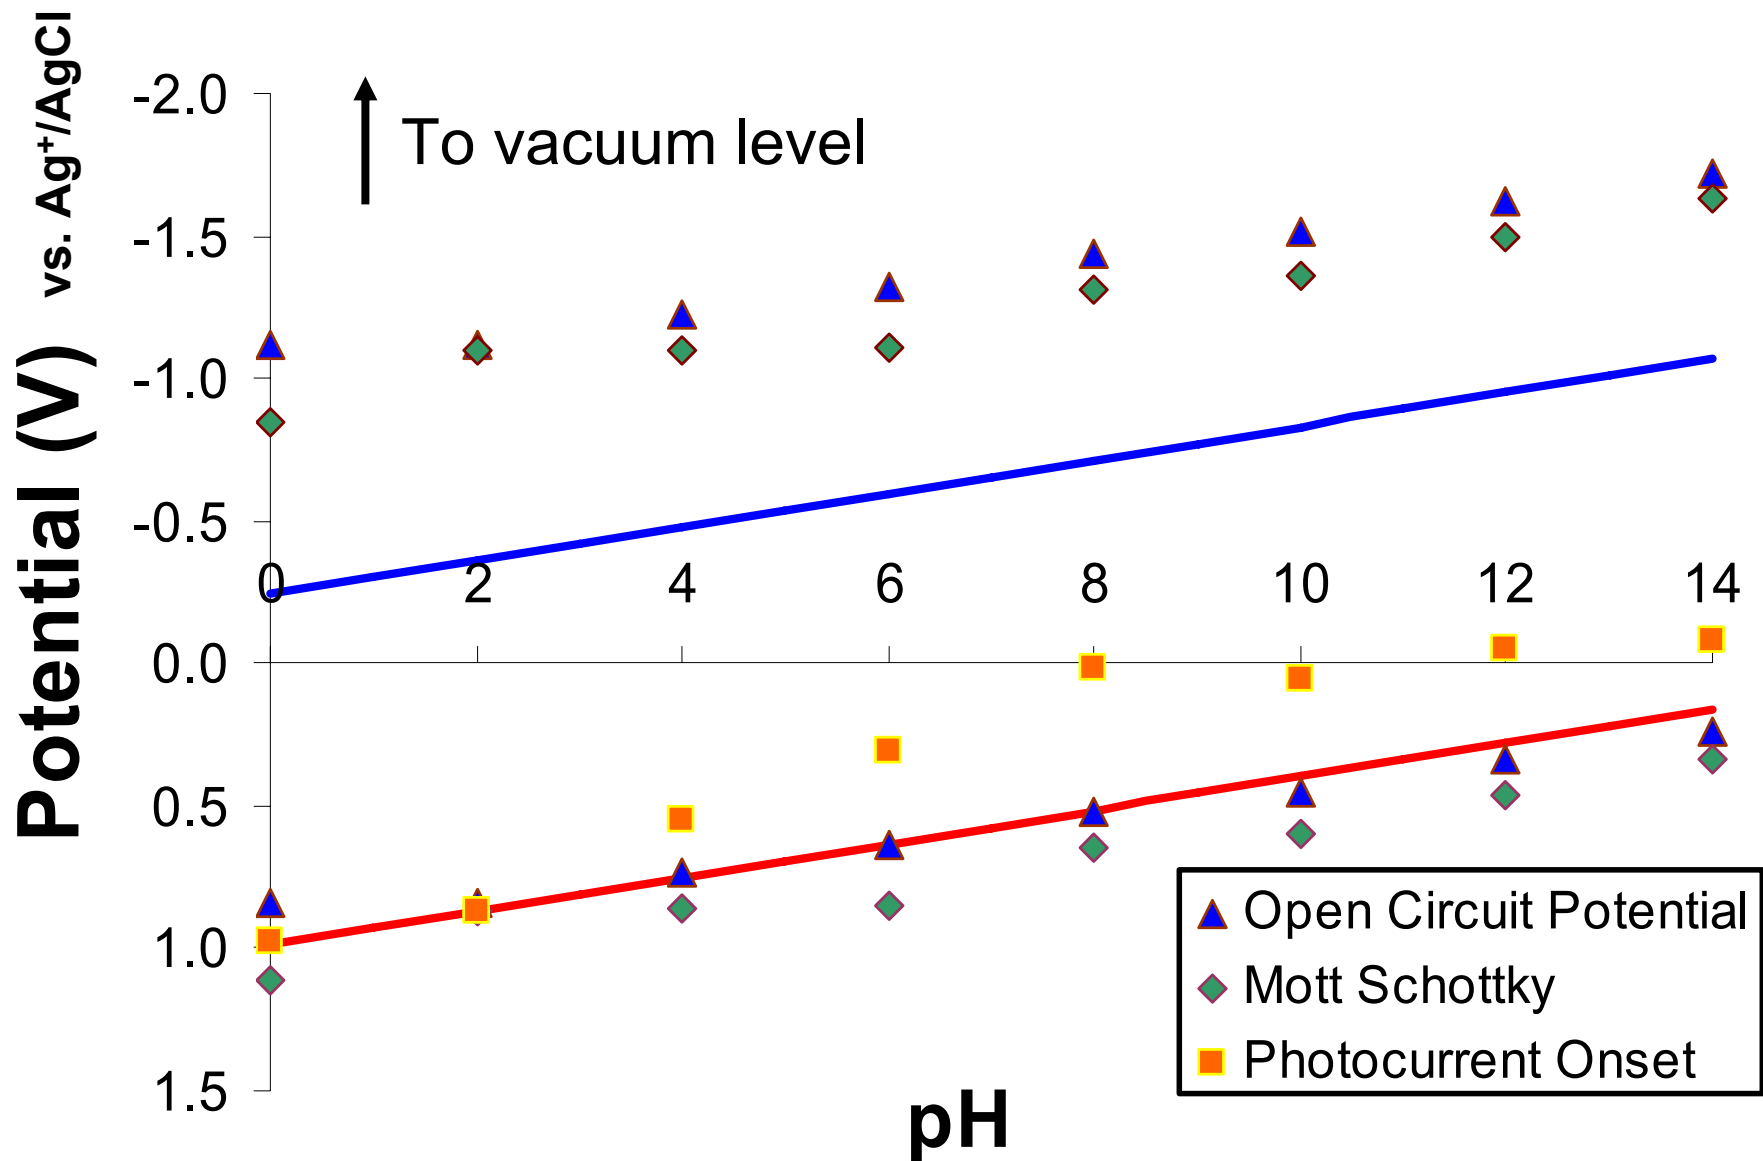 Potential (V) vs. Ag⁺/AgCl
-2.0
To vacuum level
-1.5
-1.0
-0.5
0 2 4 6 8 10 12 14
0.0
0.5
1.0
1.5
Open Circuit Potential
Mott Schottky
Photocurrent Onset
pH